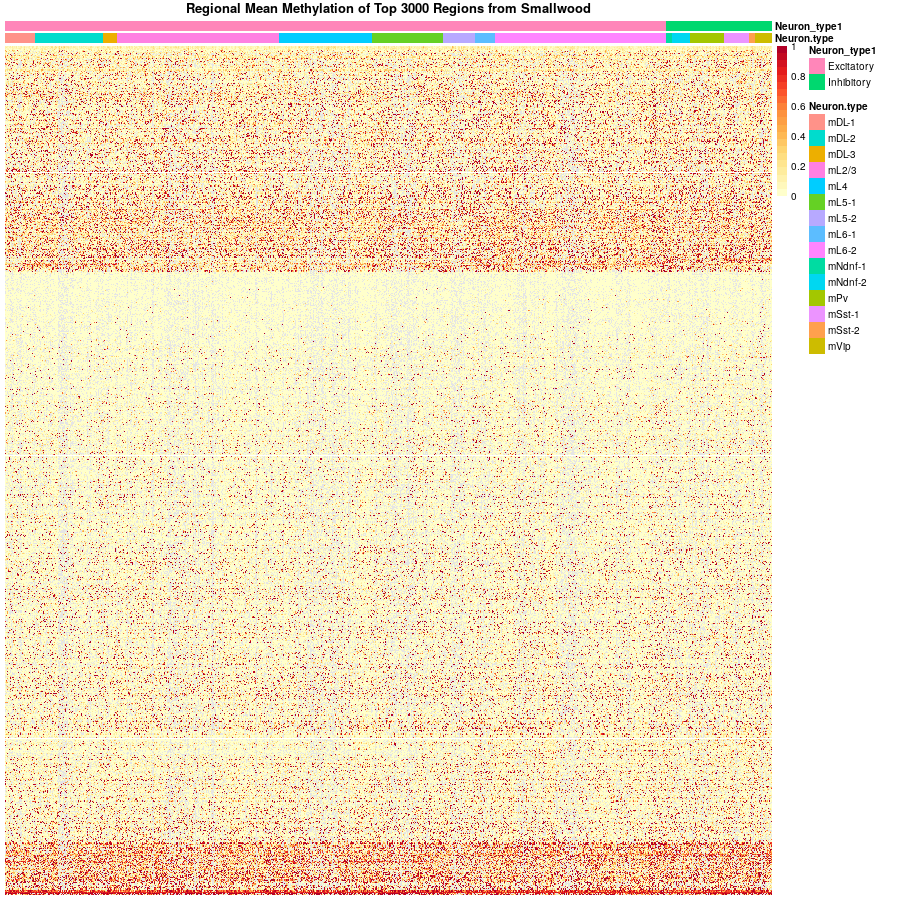 Regional Mean Methylation of Top 3000 Regions from Smallwood
Neuron_type1
Neuron.type
1
0.8
0.6
0.4
0.2
0
Neuron_type1
Excitatory
Inhibitory
Neuron.type
mDL-1
mDL-2
mDL-3
mL2/3
mL4
mL5-1
mL5-2
mL6-1
mL6-2
mNdnf-1
mNdnf-2
mPv
mSst-1
mSst-2
mVip